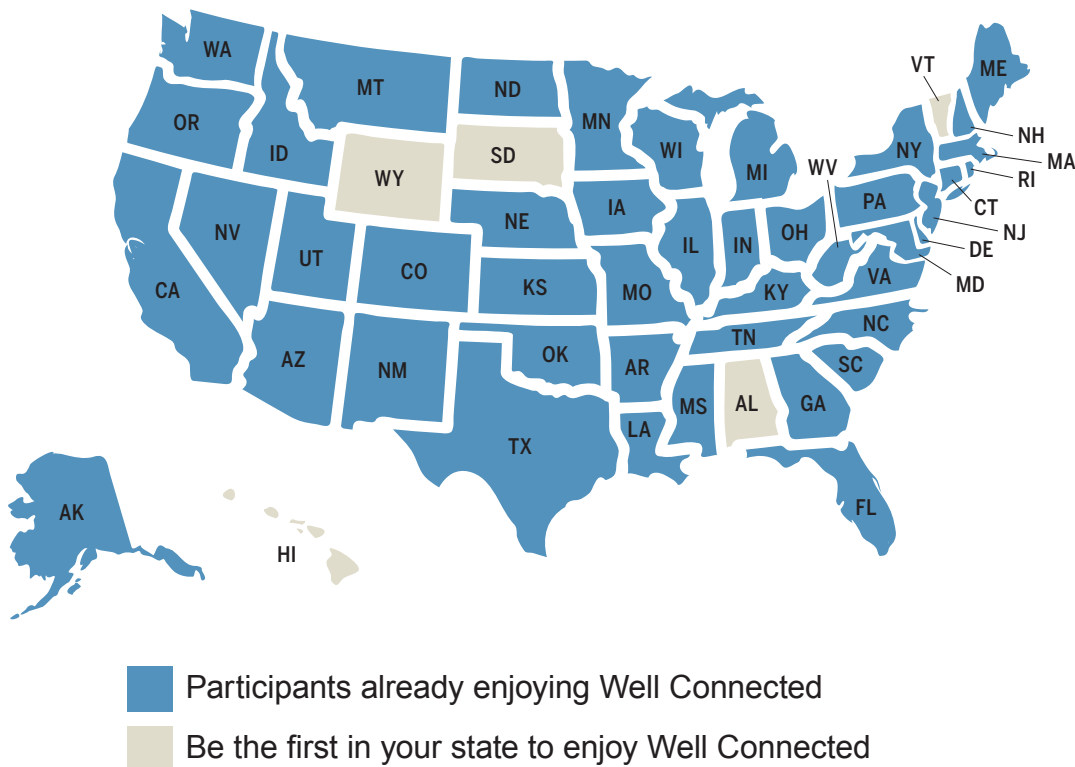 WA
MT
ND
MN
VT
ME
OR
ID
WY
SD
WI
MI
NY
NH
MA
RI
CT
NJ
DE
MD
WV
PA
NV
UT
CO
NE
IA
IL
IN
OH
CA
KS
MO
KY
VA
AZ
NM
OK
AR
TN
NC
SC
TX
LA
MS
AL
GA
FL
AK
HI
Participants already enjoying Well Connected
Be the first in your state to enjoy Well Connected